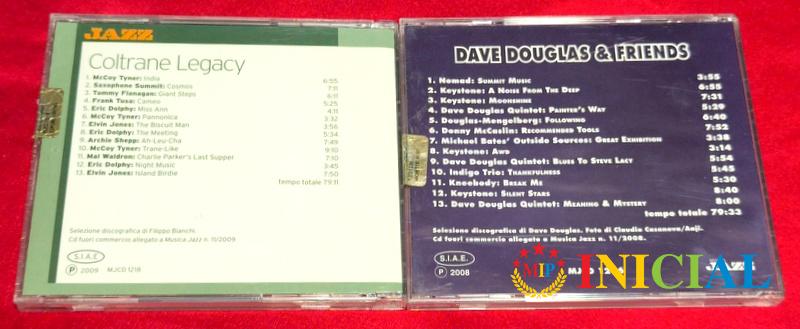 JAZZ
Coltrane Legacy
1. McCoy Tyner: India 6:55
2. Saxophone Summit: Cosmos 7:11
3. Tommy Flanagan: Giant Steps 6:11
4. Frank Tusa: Cameo 5:25
5. Eric Dolphy: Miss Ann 4:11
6. McCoy Tyner: Pannonica 3:32
7. Elvin Jones: The Biscuit Man 3:56
8. Eric Dolphy: The Meeting 5:34
9. Archie Shepp: Ah-Leu-Cha 7:49
10. McCoy Tyner: Trane-Like 9:10
11. Mal Waldron: Charlie Parker's Last Supper 7:10
12. Eric Dolphy: Night Music 3:45
13. Elvin Jones: Island Birdie 7:50
tempo totale 79:11
Selezione discografica di Filippo Bianchi.
Cd fuori commercio allegato a Musica Jazz n. 11/2009
S.I.A.E.
P 2009 MJCD 1218
DAVE DOUGLAS & FRIENDS
1. Nomad: Summit Music 3:55
2. Keystone: A Noise From The Deep 6:55
3. Keystone: Moonshine 7:31
4. Dave Douglas Quintet: Painter's Way 5:29
5. Douglas-Mengelberg: Following 6:40
6. Donny McCaslin: Recommended Tools 7:52
7. Michael Bates' Outside Sources: Great Exhibition 3:38
8. Keystone: Awd 3:14
9. Dave Douglas Quintet: Blues To Steve Lacy 5:54
10. Indigo Trio: Thankfulness 5:45
11. Kneebody: Break Me 5:30
12. Keystone: Silent Stars 8:40
13. Dave Douglas Quintet: Meaning & Mystery 8:00
tempo totale 79:33
Selezione discografica di Dave Douglas. Foto di Claudio Casanova/Aaji.
Cd fuori commercio allegato a Musica Jazz n. 11/2008.
S.I.A.E.
P 2008 MJCD JAZZ
MIP INICIAL